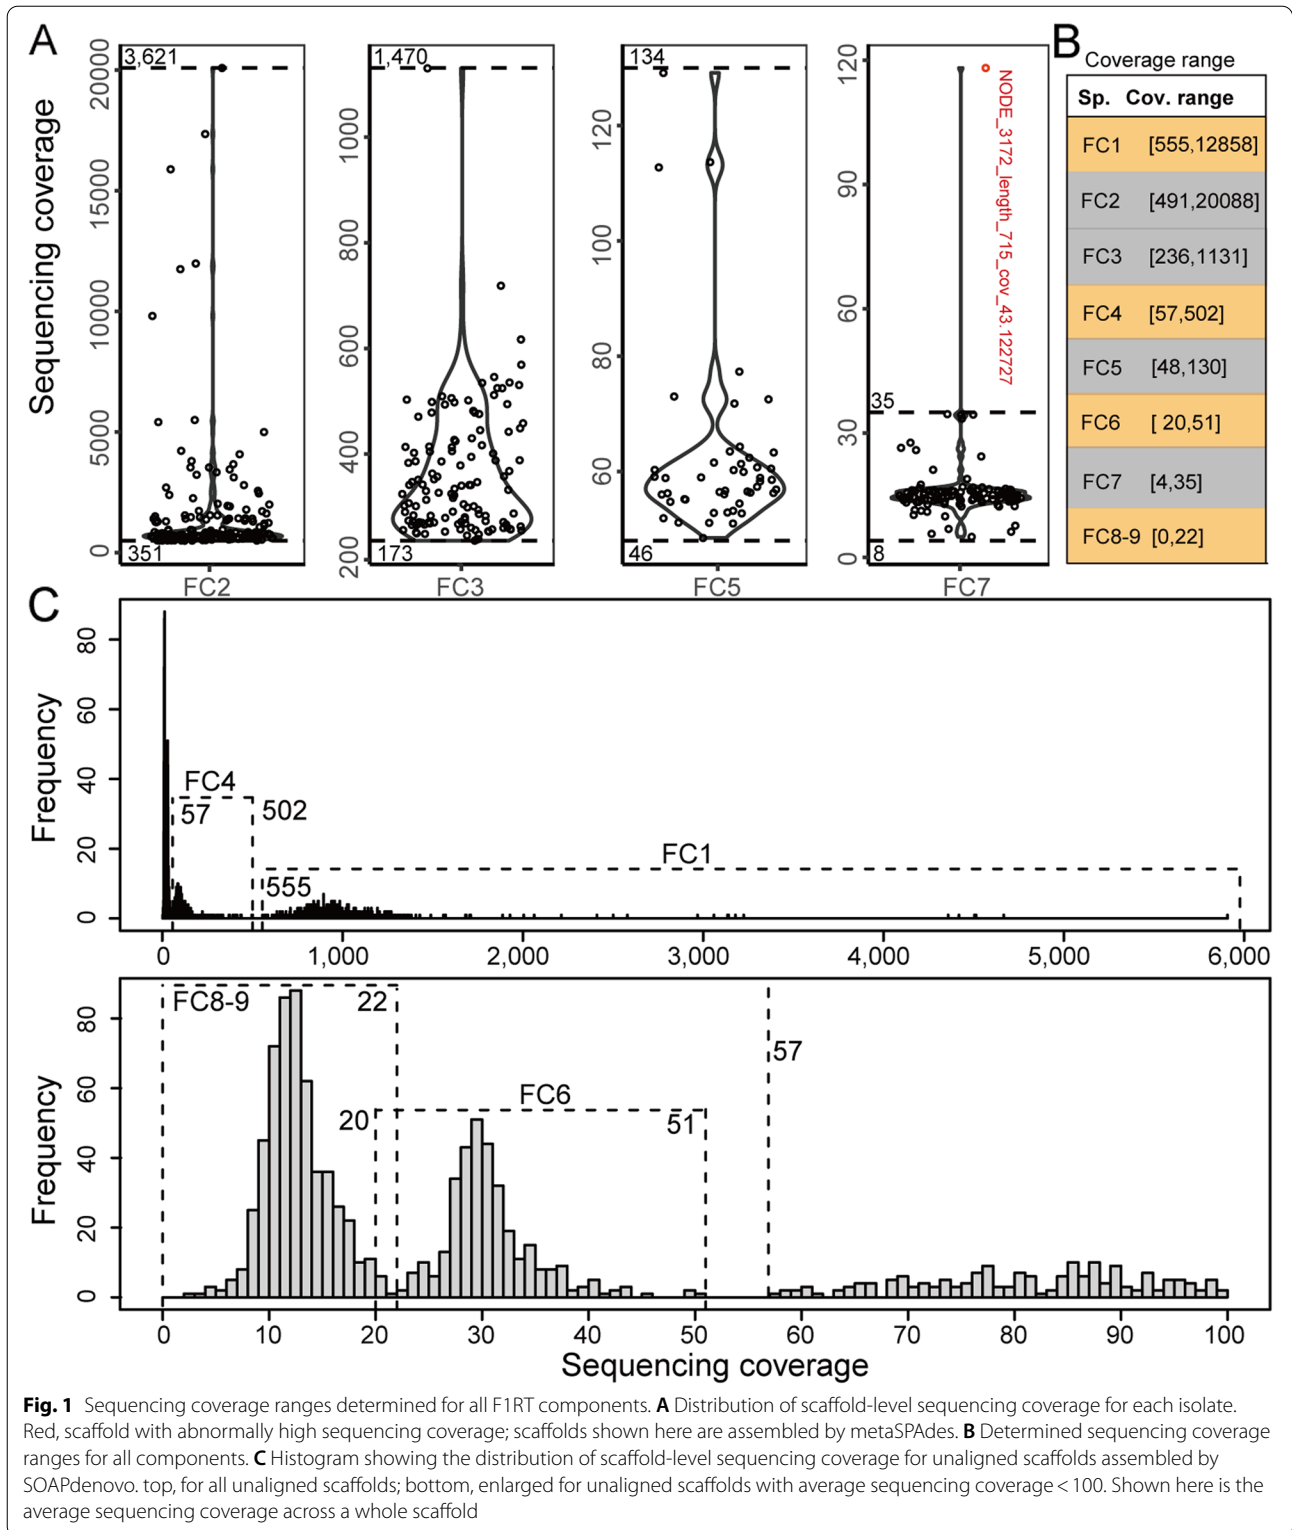 A
B
Sequencing coverage
3,621
20000
15000
10000
5000
0
351
FC2
1,470
1000
800
600
400
200
173
FC3
134
120
100
80
60
46
FC5
120
90
60
30
0
35
8
NODE_3172_length_715_cov_43.122727
FC7
Coverage range
Sp. Cov. range
FC1 [555,12858]
FC2 [491,20088]
FC3 [236,1131]
FC4 [57,502]
FC5 [48,130]
FC6 [ 20,51]
FC7 [4,35]
FC8-9 [0,22]
C
Frequency
80
60
40
20
0
FC4
57
502
FC1
555
0 1,000 2,000 3,000 4,000 5,000 6,000
Frequency
80
60
40
20
0
FC8-9 22
57
FC6
20 51
0 10 20 30 40 50 60 70 80 90 100
Sequencing coverage
Fig. 1 Sequencing coverage ranges determined for all F1RT components. A Distribution of scaffold-level sequencing coverage for each isolate.
Red, scaffold with abnormally high sequencing coverage; scaffolds shown here are assembled by metaSPAdes. B Determined sequencing coverage
ranges for all components. C Histogram showing the distribution of scaffold-level sequencing coverage for unaligned scaffolds assembled by
SOAPdenovo. top, for all unaligned scaffolds; bottom, enlarged for unaligned scaffolds with average sequencing coverage < 100. Shown here is the
average sequencing coverage across a whole scaffold